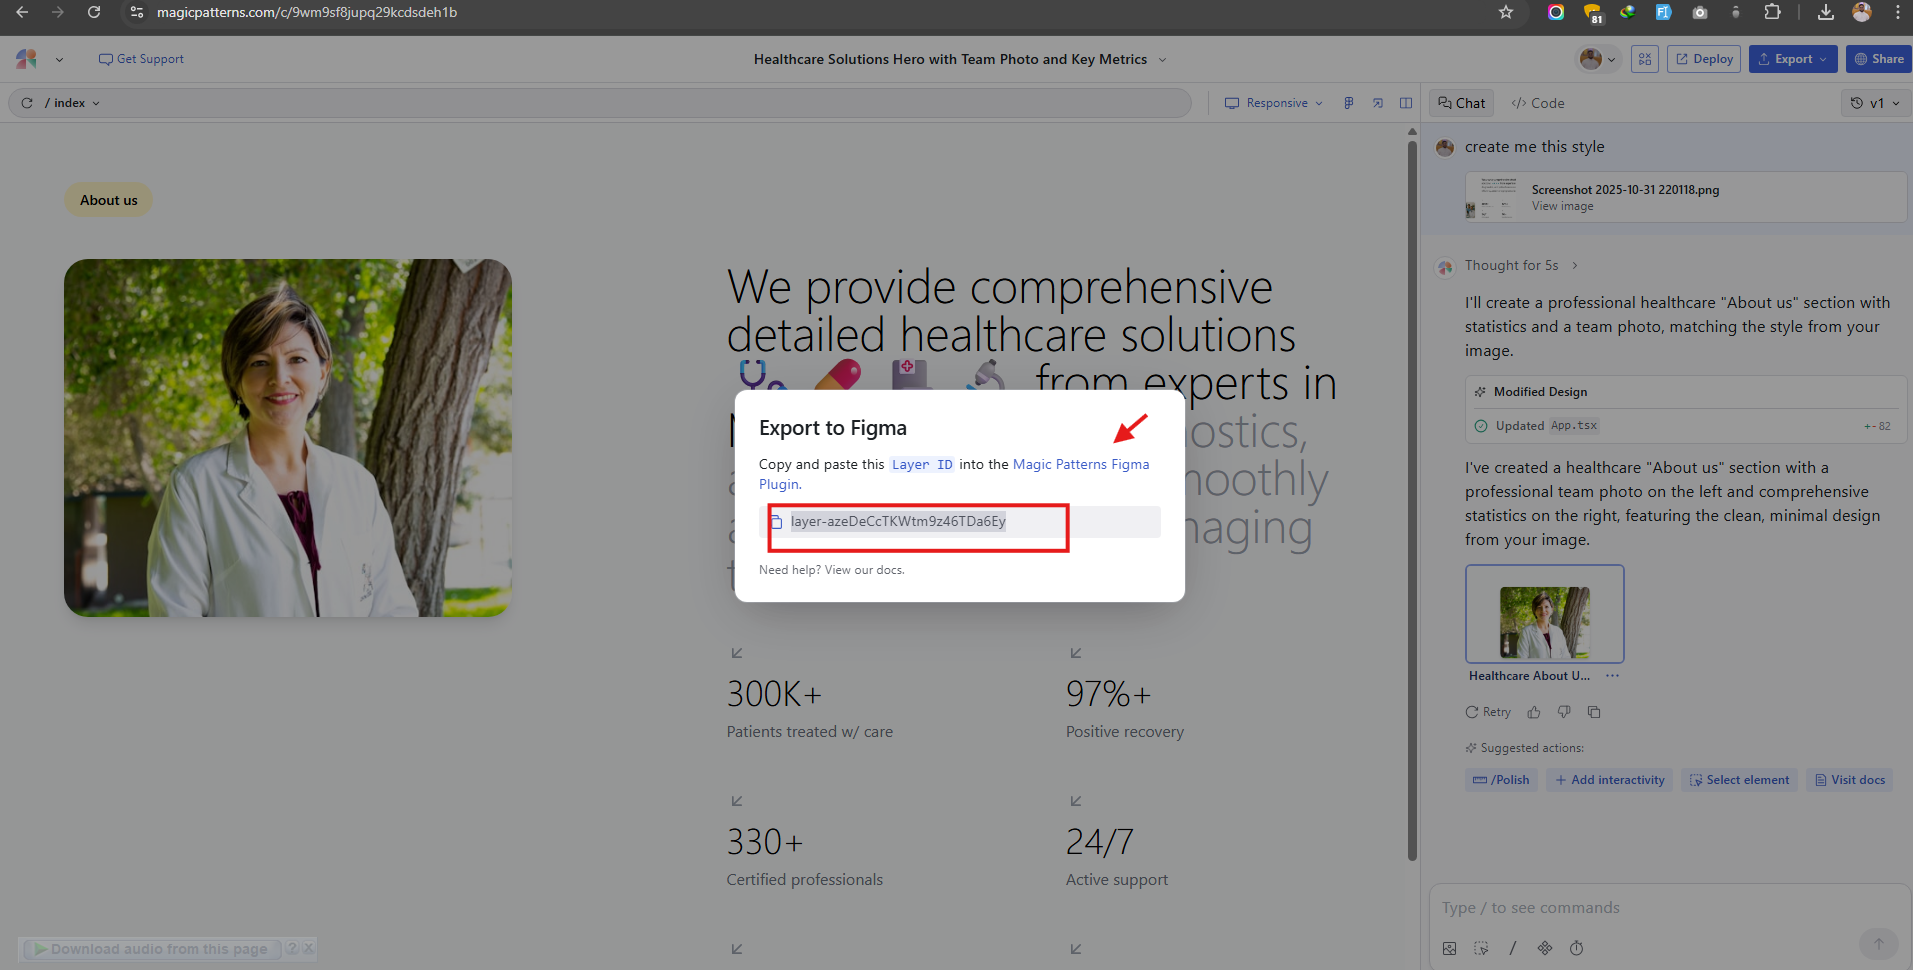 magicpatterns.com/c/9wm9sf8jupq29kcdsdeh1b
81
Get Support
Healthcare Solutions Hero with Team Photo and Key Metrics
Deploy
Export
Share
/ index
Responsive
Chat
</> Code
v1
About us
We provide comprehensive
detailed healthcare solutions
from experts in
ostics,
noothly
naging
300K+
Patients treated w/ care
97%+
Positive recovery
330+
Certified professionals
24/7
Active support
Export to Figma
Copy and paste this Layer ID into the Magic Patterns Figma
Plugin.
layer-azeDeCcTKWtm9z46TDa6Ey
Need help? View our docs.
create me this style
Screenshot 2025-10-31 220118.png
View image
Thought for 5s
I'll create a professional healthcare "About us" section with
statistics and a team photo, matching the style from your
image.
Modified Design
Updated App.tsx
+- 82
I've created a healthcare "About us" section with a
professional team photo on the left and comprehensive
statistics on the right, featuring the clean, minimal design
from your image.
Healthcare About U...
Retry
Suggested actions:
/Polish
Add interactivity
Select element
Visit docs
Type / to see commands
Download audio from this page
? X